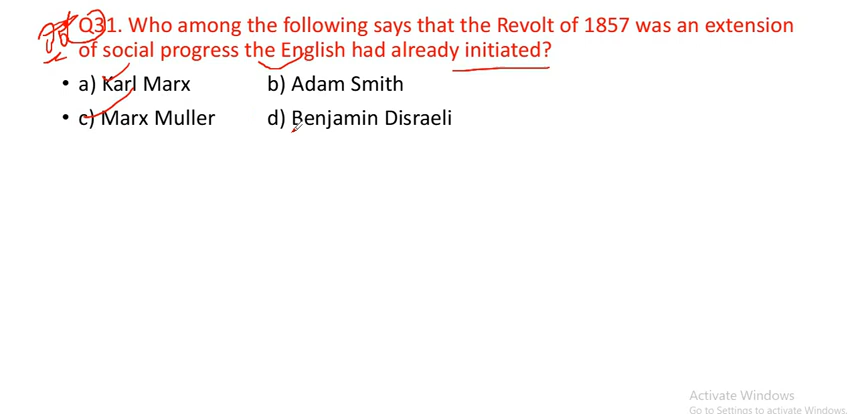 Q31. Who among the following says that the Revolt of 1857 was an extension
of social progress the English had already initiated?
• a) Karl Marx b) Adam Smith
• c) Marx Muller d) Benjamin Disraeli
Activate Windows
Go to Settings to activate Windows.